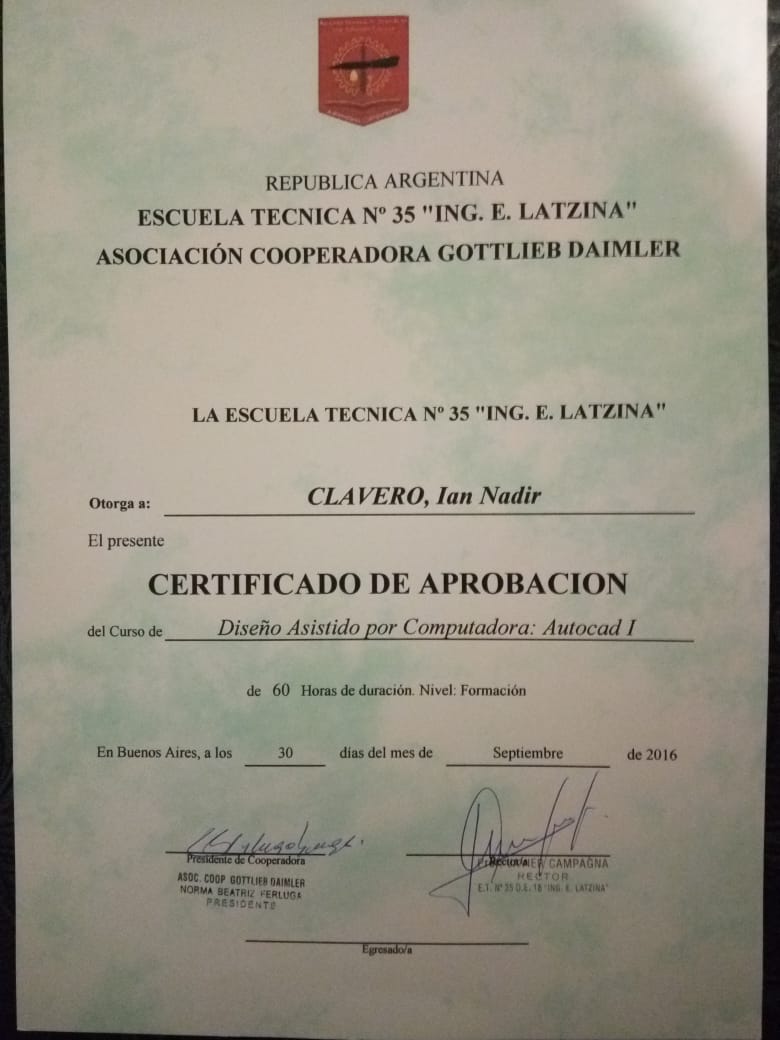 REPUBLICA ARGENTINA
ESCUELA TECNICA Nº 35 "ING. E. LATZINA"
ASOCIACIÓN COOPERADORA GOTTLIEB DAIMLER
LA ESCUELA TECNICA Nº 35 "ING. E. LATZINA"
Otorga a: CLAVERO, Ian Nadir
El presente
CERTIFICADO DE APROBACION
del Curso de Diseño Asistido por Computadora: Autocad I
de 60 Horas de duración. Nivel: Formación
En Buenos Aires, a los 30 días del mes de Septiembre de 2016
Presidente de Cooperadora
ASOC. COOP GOTTLIEB DAIMLER
NORMA BEATRIZ FERLUGA
PRESIDENTE
Rector/a
CAMPAGNA
RECTOR
E.T. Nº 35 D.E. 18 "ING. E. LATZINA"
Egresado/a